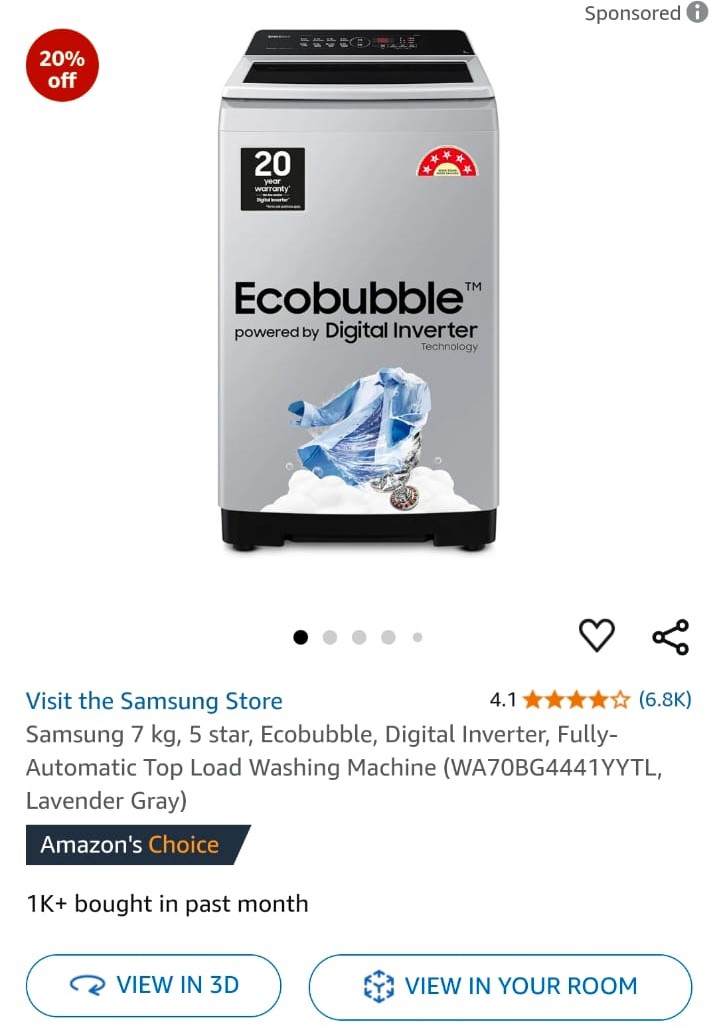 Sponsored
20%
off
20
year
warranty*
Digital Inverter*
Ecobubble™
powered by Digital Inverter
Technology
Visit the Samsung Store
4.1 (6.8K)
Samsung 7 kg, 5 star, Ecobubble, Digital Inverter, Fully-
Automatic Top Load Washing Machine (WA70BG4441YYTL,
Lavender Gray)
Amazon's Choice
1K+ bought in past month
VIEW IN 3D
VIEW IN YOUR ROOM